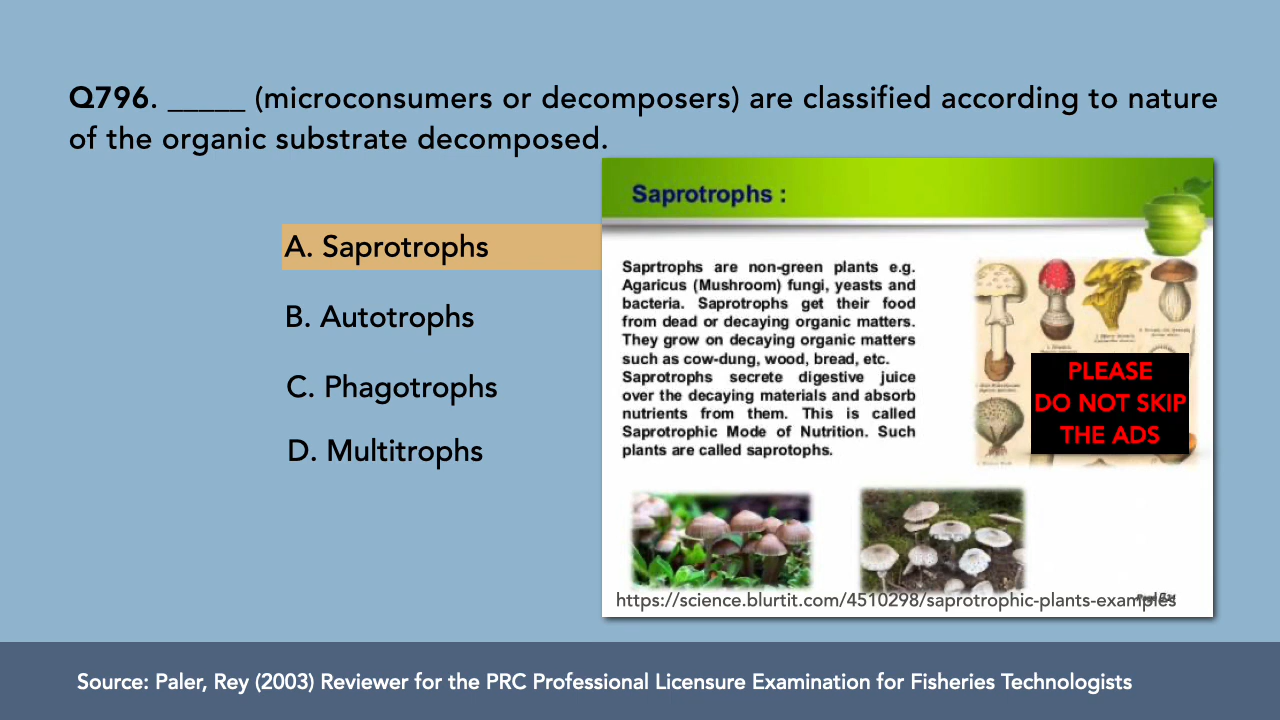 Q796. _____ (microconsumers or decomposers) are classified according to nature
of the organic substrate decomposed.
A. Saprotrophs
B. Autotrophs
C. Phagotrophs
D. Multitrophs
Saprotrophs :
Saprtrophs are non-green plants e.g.
Agaricus (Mushroom) fungi, yeasts and
bacteria. Saprotrophs get their food
from dead or decaying organic matters.
They grow on decaying organic matters
such as cow-dung, wood, bread, etc.
Saprotrophs secrete digestive juice
over the decaying materials and absorb
nutrients from them. This is called
Saprotrophic Mode of Nutrition. Such
plants are called saprotophs.
PLEASE
DO NOT SKIP
THE ADS
https://science.blurtit.com/4510298/saprotrophic-plants-examples
Source: Paler, Rey (2003) Reviewer for the PRC Professional Licensure Examination for Fisheries Technologists